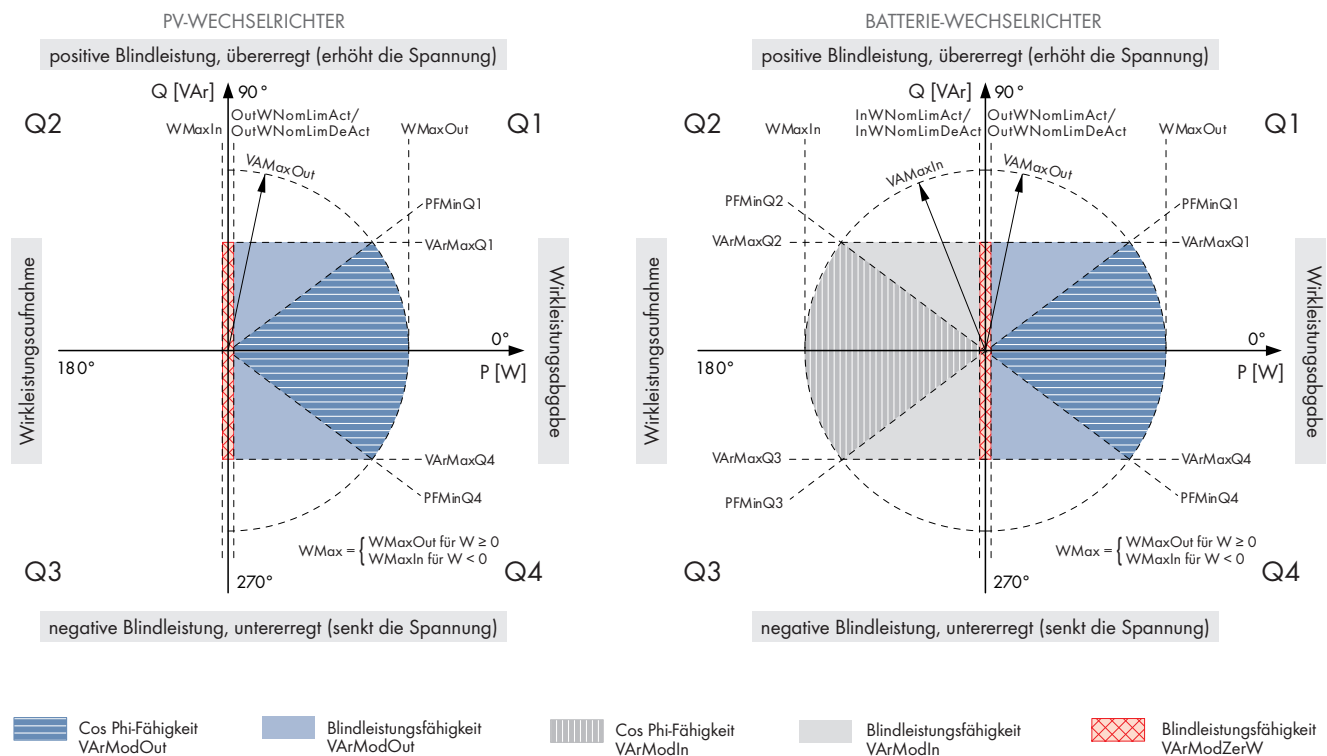 PV-WECHSELRICHTER
positive Blindleistung, übererregt (erhöht die Spannung)
Q [VAr]
90°
Q2
WMaxIn
OutWNomLimAct/
OutWNomLimDeAct
WMaxOut
Q1
VAMaxOut
PFMinQ1
VArMaxQ1
Wirkleistungsaufnahme
Wirkleistungsabgabe
0°
180°
P [W]
VArMaxQ4
PFMinQ4
WMax = { WMaxOut für W ≥ 0
WMaxIn für W < 0
Q3
270°
Q4
negative Blindleistung, untererregt (senkt die Spannung)
BATTERIE-WECHSELRICHTER
positive Blindleistung, übererregt (erhöht die Spannung)
Q [VAr]
90°
Q2
WMaxIn
InWNomLimAct/
InWNomLimDeAct
OutWNomLimAct/
OutWNomLimDeAct
WMaxOut
Q1
VAMaxIn
VAMaxOut
PFMinQ2
PFMinQ1
VArMaxQ2
VArMaxQ1
Wirkleistungsaufnahme
Wirkleistungsabgabe
0°
180°
P [W]
VArMaxQ3
VArMaxQ4
PFMinQ3
PFMinQ4
WMax = { WMaxOut für W ≥ 0
WMaxIn für W < 0
Q3
270°
Q4
negative Blindleistung, untererregt (senkt die Spannung)
Cos Phi-Fähigkeit
VArModOut
Blindleistungsfähigkeit
VArModOut
Cos Phi-Fähigkeit
VArModIn
Blindleistungsfähigkeit
VArModIn
Blindleistungsfähigkeit
VArModZerW